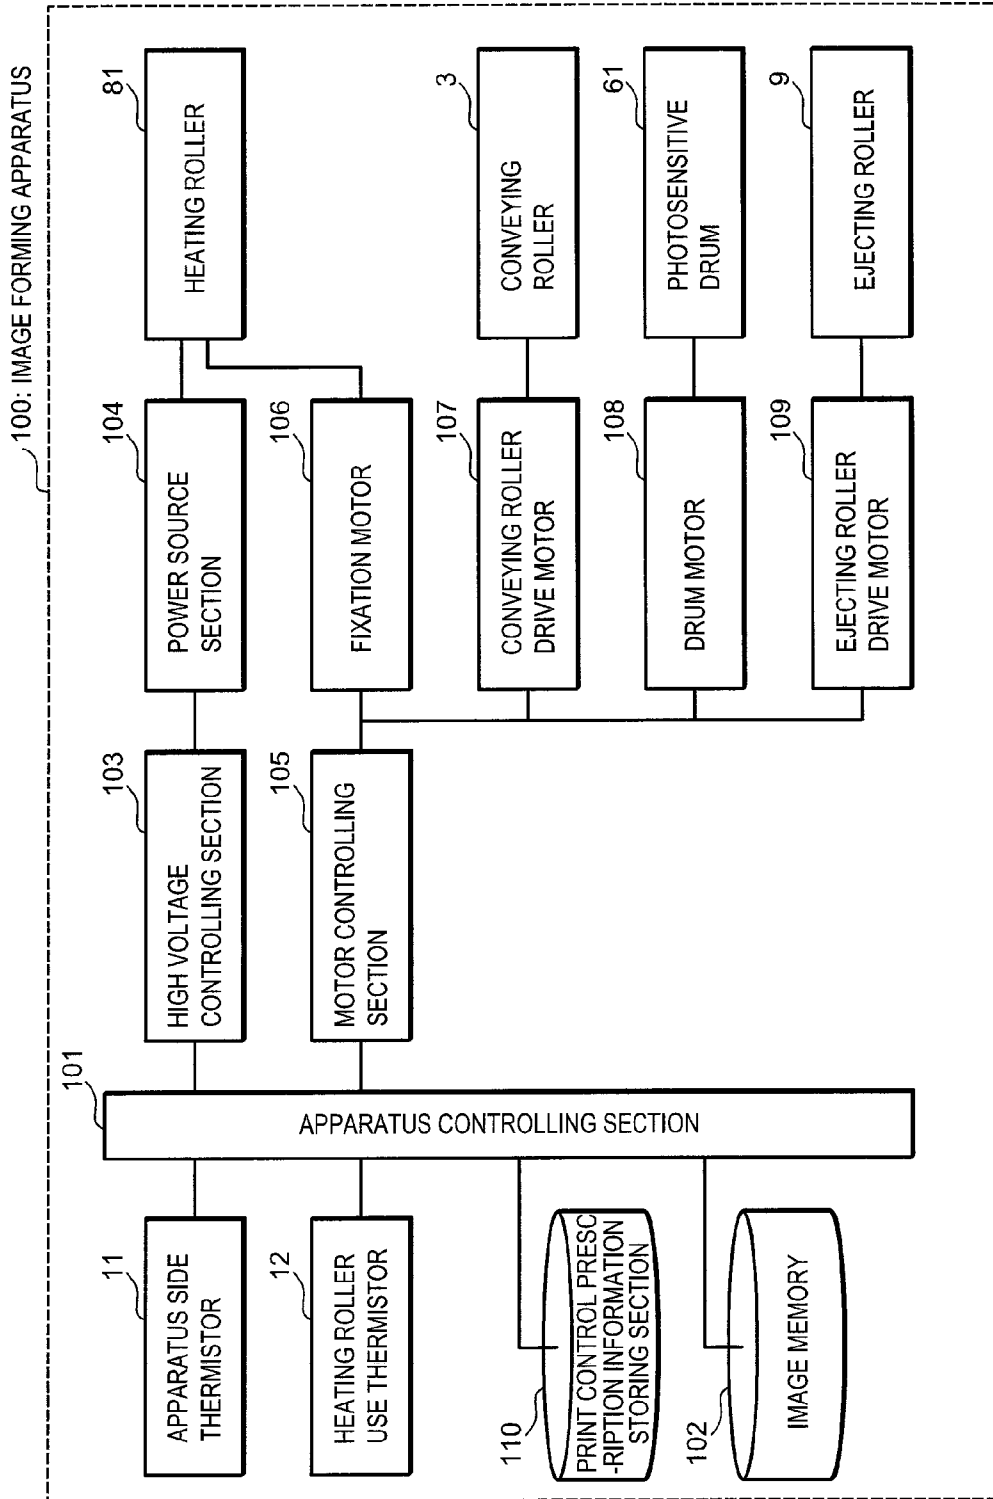 100: IMAGE FORMING APPARATUS
11
APPARATUS SIDE
THERMISTOR
12
HEATING ROLLER
USE THERMISTOR
110
PRINT CONTROL PRESC
-RIPTION INFORMATION
STORING SECTION
102
IMAGE MEMORY
101
APPARATUS CONTROLLING SECTION
103
HIGH VOLTAGE
CONTROLLING SECTION
105
MOTOR CONTROLLING
SECTION
104
POWER SOURCE
SECTION
106
FIXATION MOTOR
107
CONVEYING ROLLER
DRIVE MOTOR
108
DRUM MOTOR
109
EJECTING ROLLER
DRIVE MOTOR
81
HEATING ROLLER
3
CONVEYING
ROLLER
61
PHOTOSENSITIVE
DRUM
9
EJECTING ROLLER